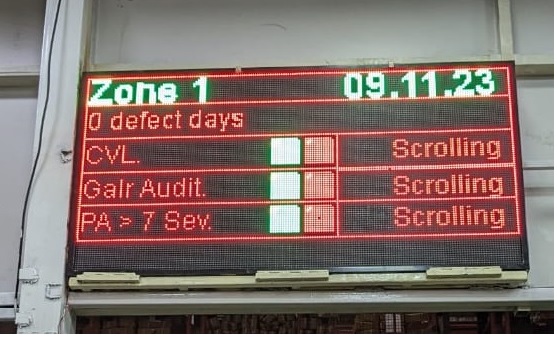 Zone 1 09.11.23
0 defect days
CVL. Scrolling
Galr Audit. Scrolling
PA > 7 Sev. Scrolling